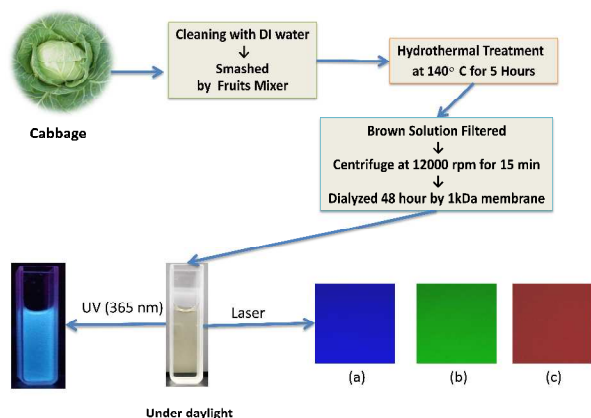 Cabbage
Cleaning with DI water
↓
Smashed
by Fruits Mixer
Hydrothermal Treatment
at 140° C for 5 Hours
Brown Solution Filtered
↓
Centrifuge at 12000 rpm for 15 min
↓
Dialyzed 48 hour by 1kDa membrane
UV (365 nm)
Laser
(a)
(b)
(c)
Under daylight